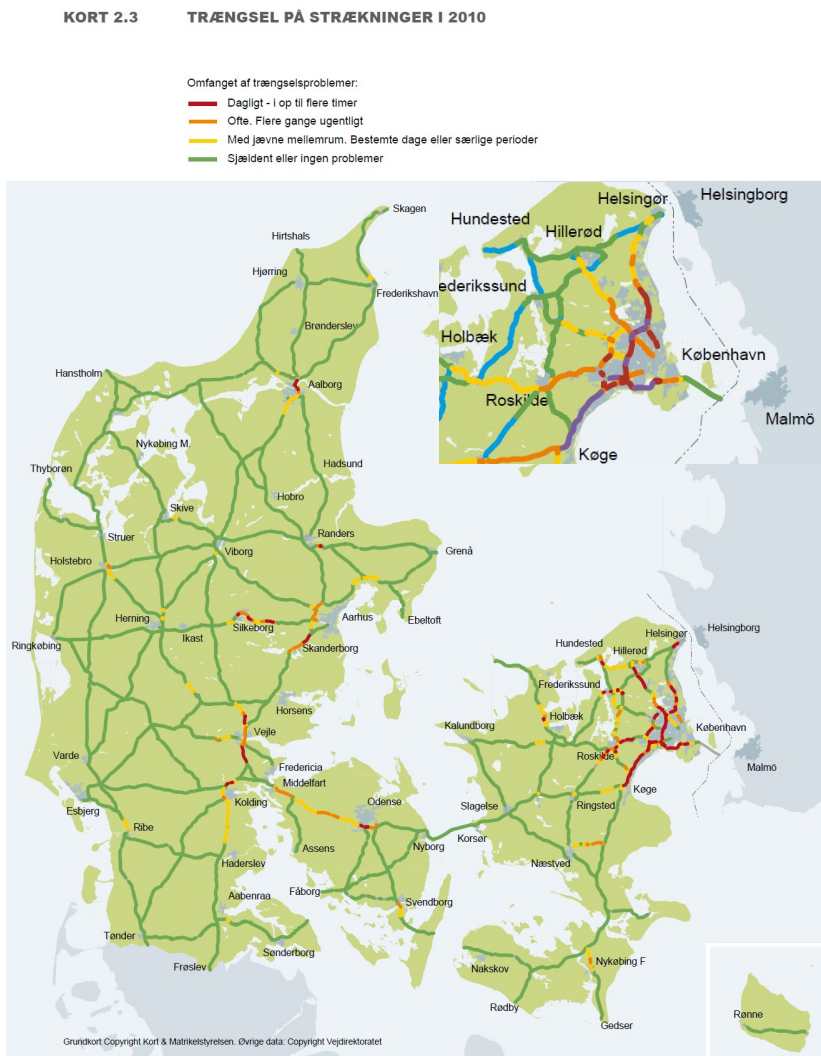 KORT 2.3 TRÆNGSEL PÅ STRÆKNINGER I 2010
Omfanget af trængselsproblemer:
Dagligt - i op til flere timer
Ofte. Flere gange ugentligt
Med jævne mellemrum. Bestemte dage eller særlige perioder
Sjældent eller ingen problemer
Helsingør
Helsingborg
Hundested
Hillerød
ederikssund
Holbæk
København
Roskilde
Malmö
Køge
Skagen
Hirtshals
Hjørring
Frederikshavn
Brønderslev
Hanstholm
Aalborg
Nykøbing M.
Thyborøn
Hadsund
Hobro
Skive
Struer
Randers
Viborg
Grenå
Holstebro
Herning
Ikast
Silkeborg
Aarhus
Ebeltoft
Ringkøbing
Skanderborg
Helsingør
Helsingborg
Hundested
Hillerød
Frederikssund
Horsens
Holbæk
København
Kalundborg
Vejle
Varde
Roskilde
Malmø
Fredericia
Middelfart
Køge
Esbjerg
Kolding
Odense
Slagelse
Ringsted
Ribe
Korsør
Nyborg
Assens
Haderslev
Næstved
Fåborg
Aabenraa
Svendborg
Tønder
Sønderborg
Frøslev
Nakskov
Nykøbing F
Rødby
Rønne
Gedser
Grundkort Copyright Kort & Matrikelstyrelsen. Øvrige data: Copyright Vejdirektoratet